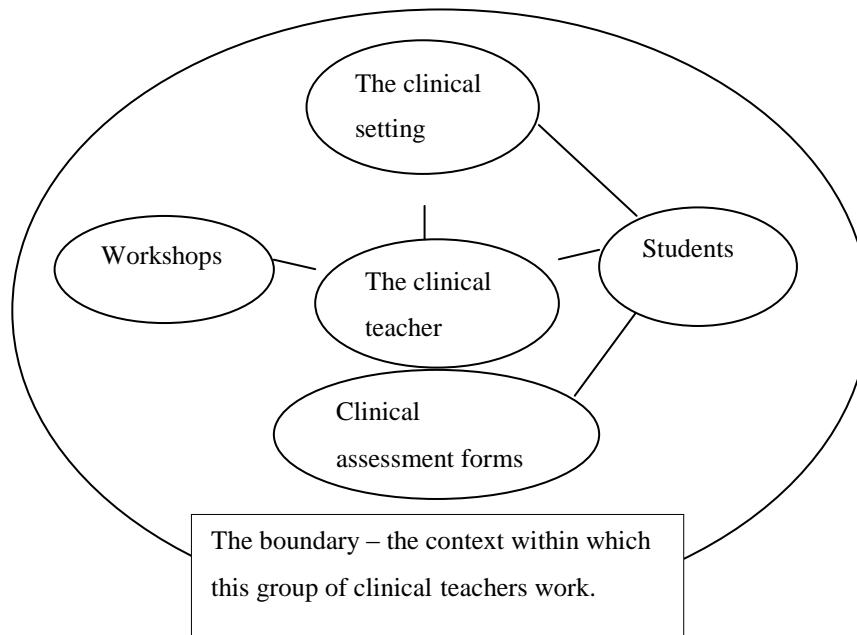 The clinical
setting
Workshops
Students
The clinical
teacher
Clinical
assessment forms
The boundary – the context within which
this group of clinical teachers work.